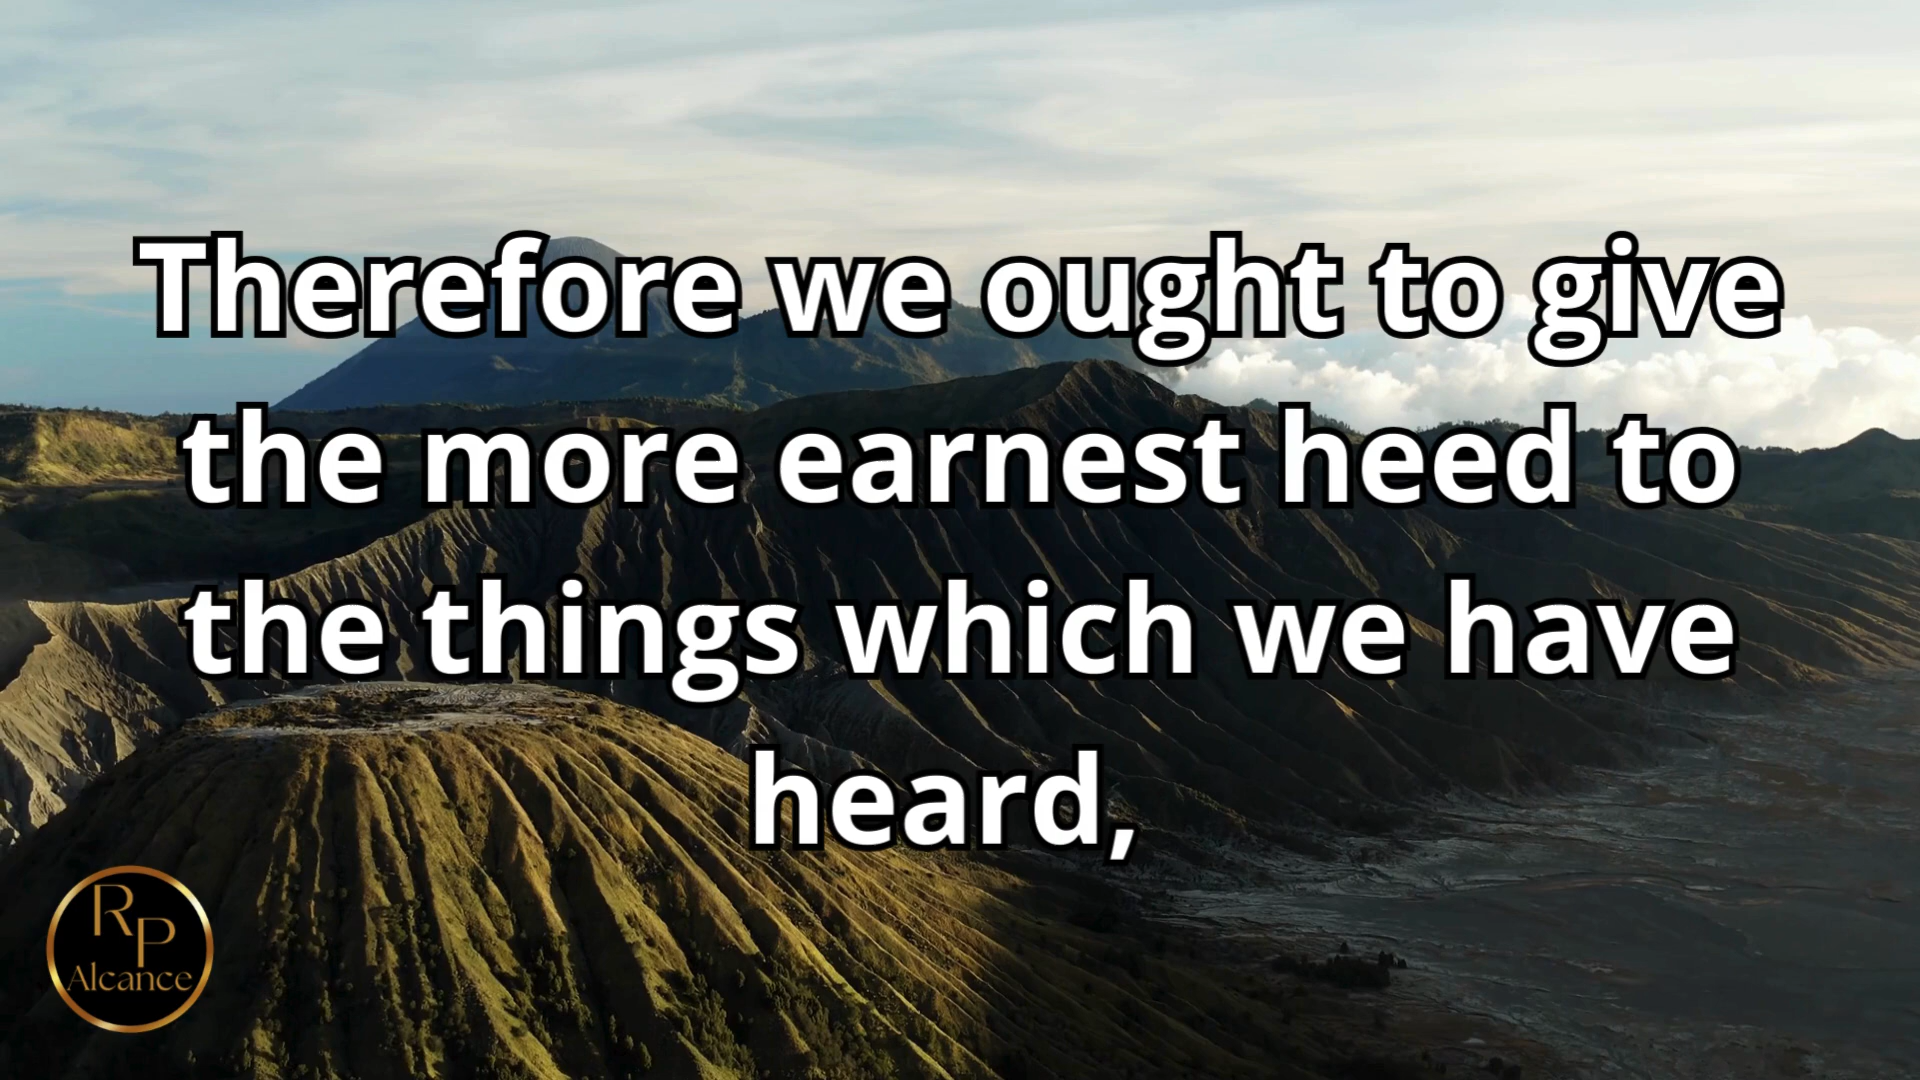 Therefore we ought to give
the more earnest heed to
the things which we have
heard,
RP
Alcance